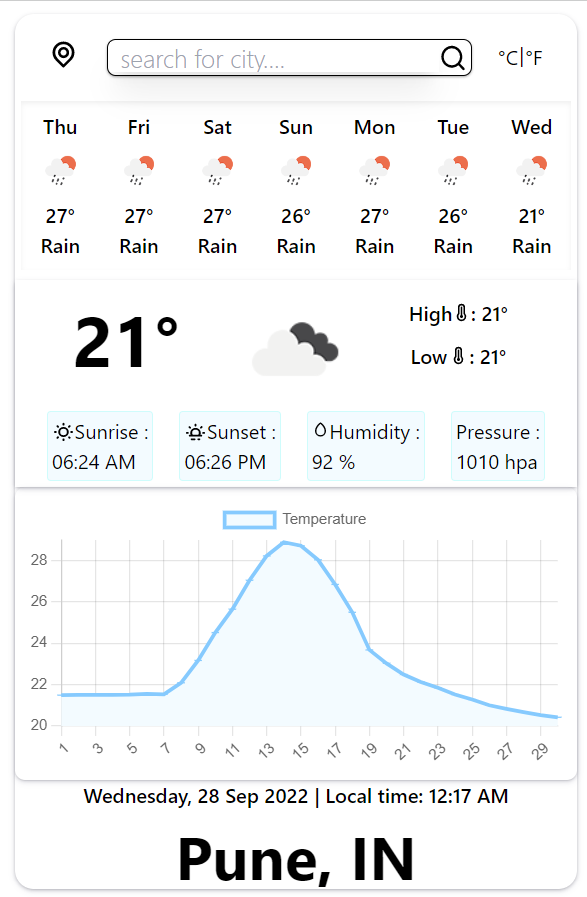 search for city.... °C|°F
Thu Fri Sat Sun Mon Tue Wed
27° 27° 27° 26° 27° 26° 21°
Rain Rain Rain Rain Rain Rain Rain
21°
High : 21°
Low : 21°
Sunrise : Sunset : Humidity : Pressure :
06:24 AM 06:26 PM 92 % 1010 hpa
Temperature
28
26
24
22
20
1 3 5 7 9 11 13 15 17 19 21 23 25 27 29
Wednesday, 28 Sep 2022 | Local time: 12:17 AM
Pune, IN